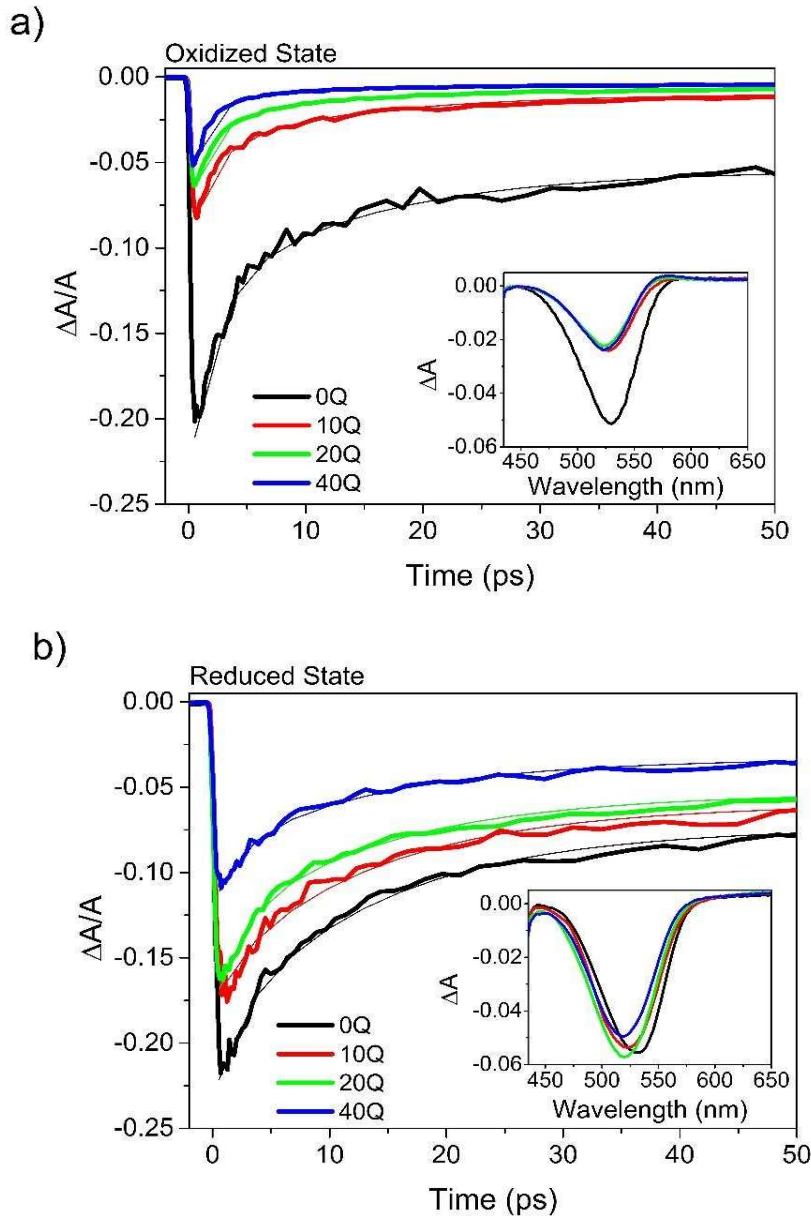 a)
Oxidized State
0.00
-0.05
-0.10
-0.15
-0.20
-0.25
ΔA/A
0Q
10Q
20Q
40Q
0.00
-0.02
-0.04
-0.06
ΔA
450 500 550 600 650
Wavelength (nm)
0 10 20 30 40 50
Time (ps)
b)
Reduced State
0.00
-0.05
-0.10
-0.15
-0.20
-0.25
ΔA/A
0Q
10Q
20Q
40Q
0.00
-0.02
-0.04
-0.06
ΔA
450 500 550 600 650
Wavelength (nm)
0 10 20 30 40 50
Time (ps)